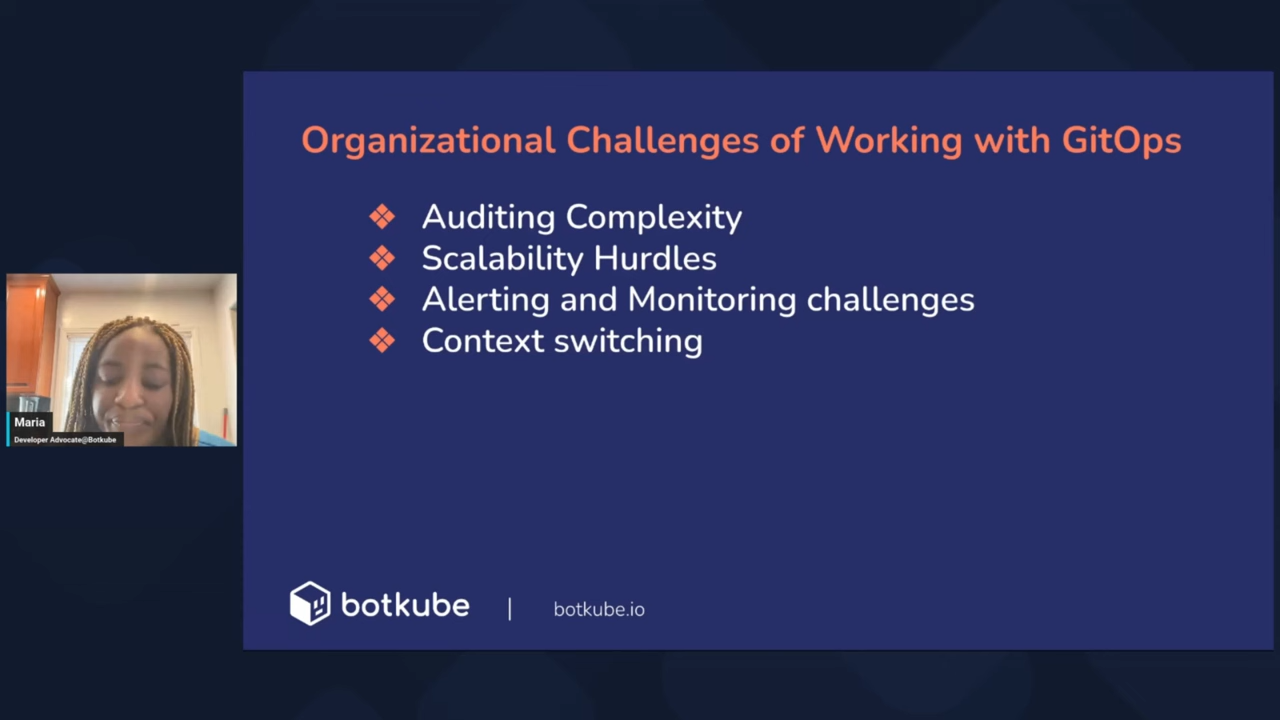 Organizational Challenges of Working with GitOps
Auditing Complexity
Scalability Hurdles
Alerting and Monitoring challenges
Context switching
Maria
Developer Advocate@Botkube
botkube | botkube.io